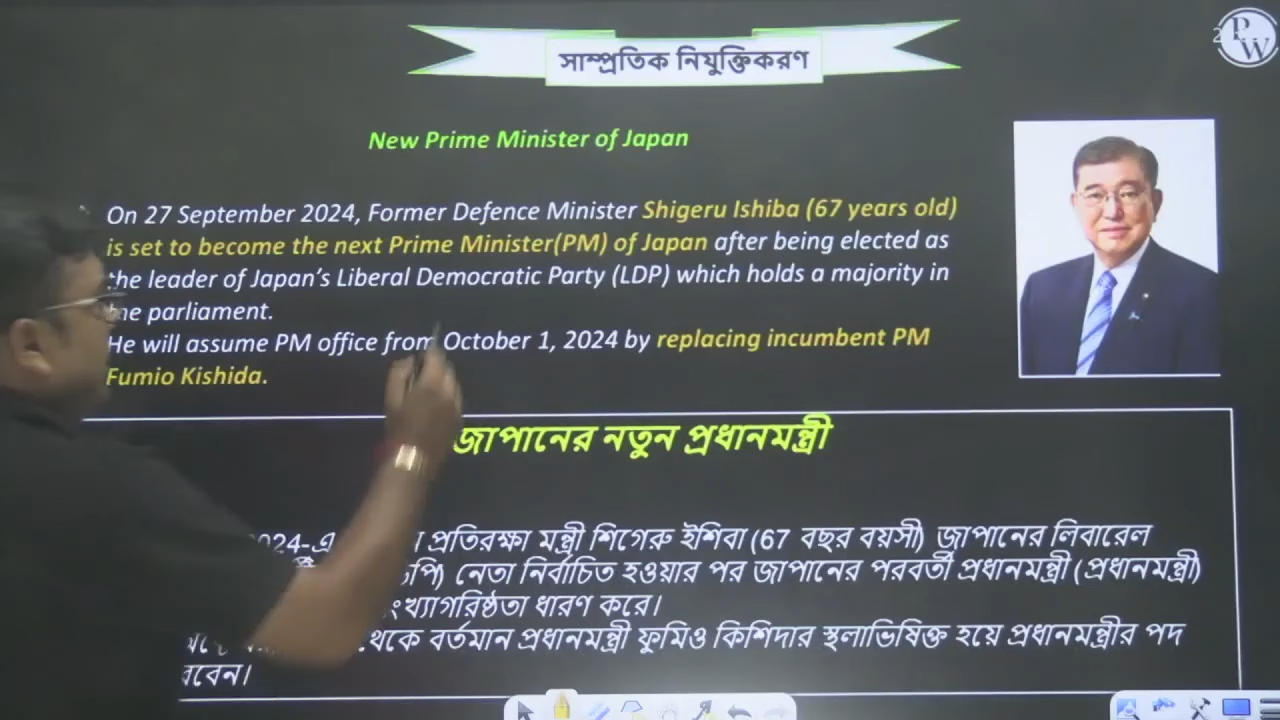 সাম্প্রতিক নিযুক্তিকরণ
PW
New Prime Minister of Japan
On 27 September 2024, Former Defence Minister Shigeru Ishiba (67 years old)
is set to become the next Prime Minister(PM) of Japan after being elected as
the leader of Japan's Liberal Democratic Party (LDP) which holds a majority in
the parliament.
He will assume PM office from October 1, 2024 by replacing incumbent PM
Fumio Kishida.
জাপানের নতুন প্রধানমন্ত্রী
প্রতিরক্ষা মন্ত্রী শিগেরু ইশিবা (67 বছর বয়সী) জাপানের লিবারেল
নেতা নির্বাচিত হওয়ার পর জাপানের পরবর্তী প্রধানমন্ত্রী (প্রধানমন্ত্রী)
ধারণ করে।
বর্তমান প্রধানমন্ত্রী ফুমিও কিশিদার স্থলাভিষিক্ত হয়ে প্রধানমন্ত্রীর পদ